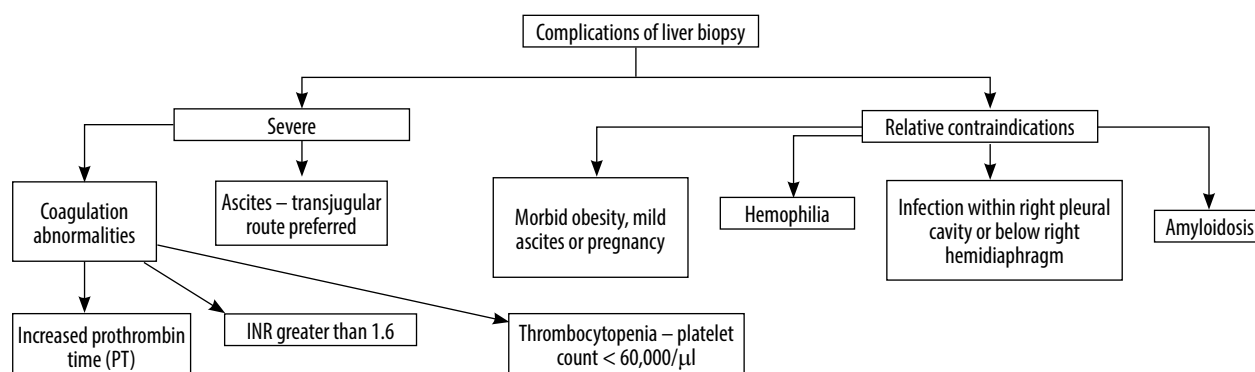 Complications of liver biopsy
Severe
Relative contraindications
Coagulation
abnormalities
Ascites – transjugular
route preferred
Morbid obesity, mild
ascites or pregnancy
Hemophilia
Infection within right pleural
cavity or below right
hemidiaphragm
Amyloidosis
Increased prothrombin
time (PT)
INR greater than 1.6
Thrombocytopenia – platelet
count < 60,000/µl